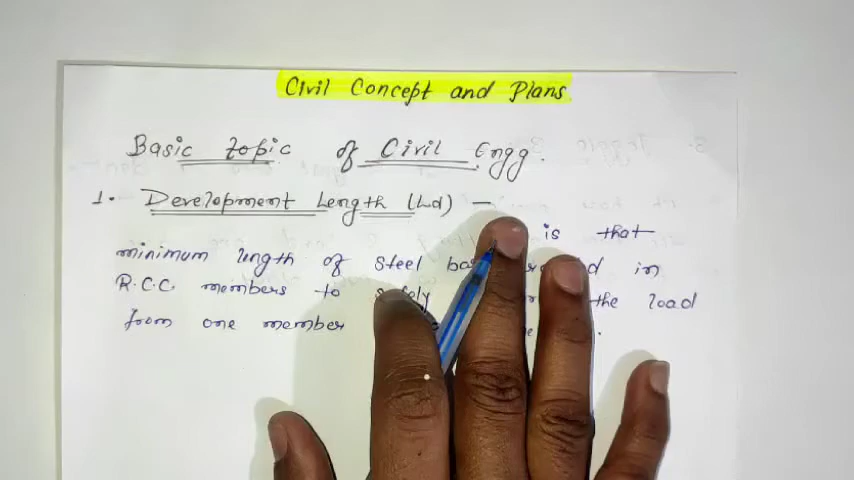 Civil Concept and Plans
Basic Topic of Civil Engg.
1. Development Length (Ld) —
is that
minimum length of steel in
R.C.C. members to the load
from one member